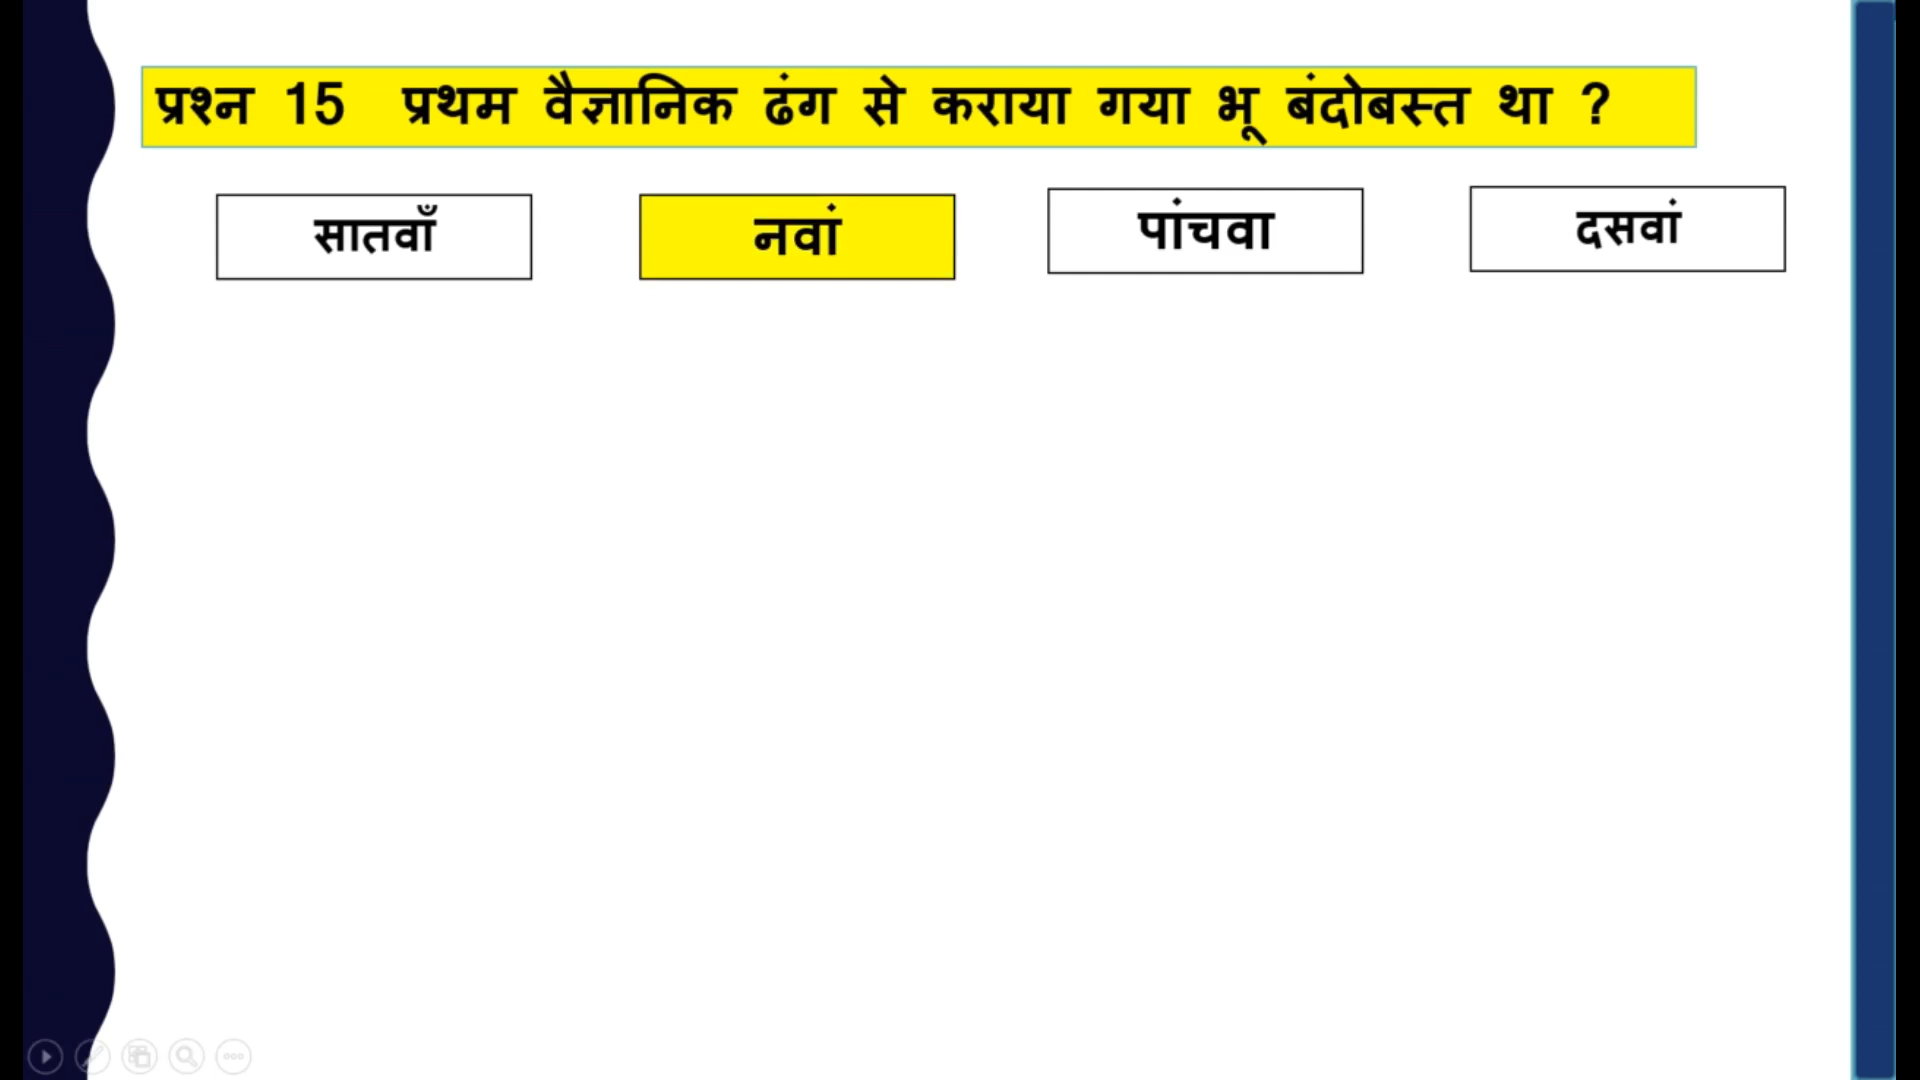 प्रश्न 15 प्रथम वैज्ञानिक ढंग से कराया गया भू बंदोबस्त था ?
सातवाँ नवां पांचवा दसवां